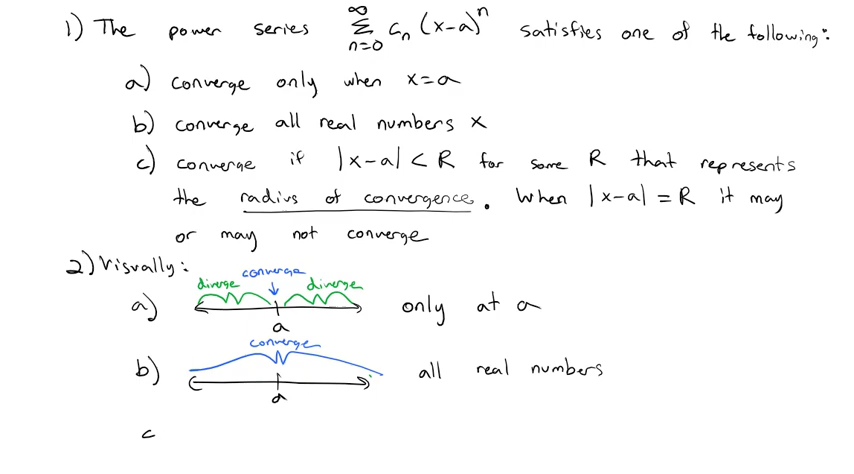 1) The power series ∞ Σ n=0 cₙ (x-a)ⁿ satisfies one of the following:
a) converge only when x=a
b) converge all real numbers x
c) converge if |x-a| < R for some R that represents
the radius of convergence. When |x-a| = R it may
or may not converge
2) Visually:
diverge converge diverge
a) only at a
a
converge
b) all real numbers
a
c